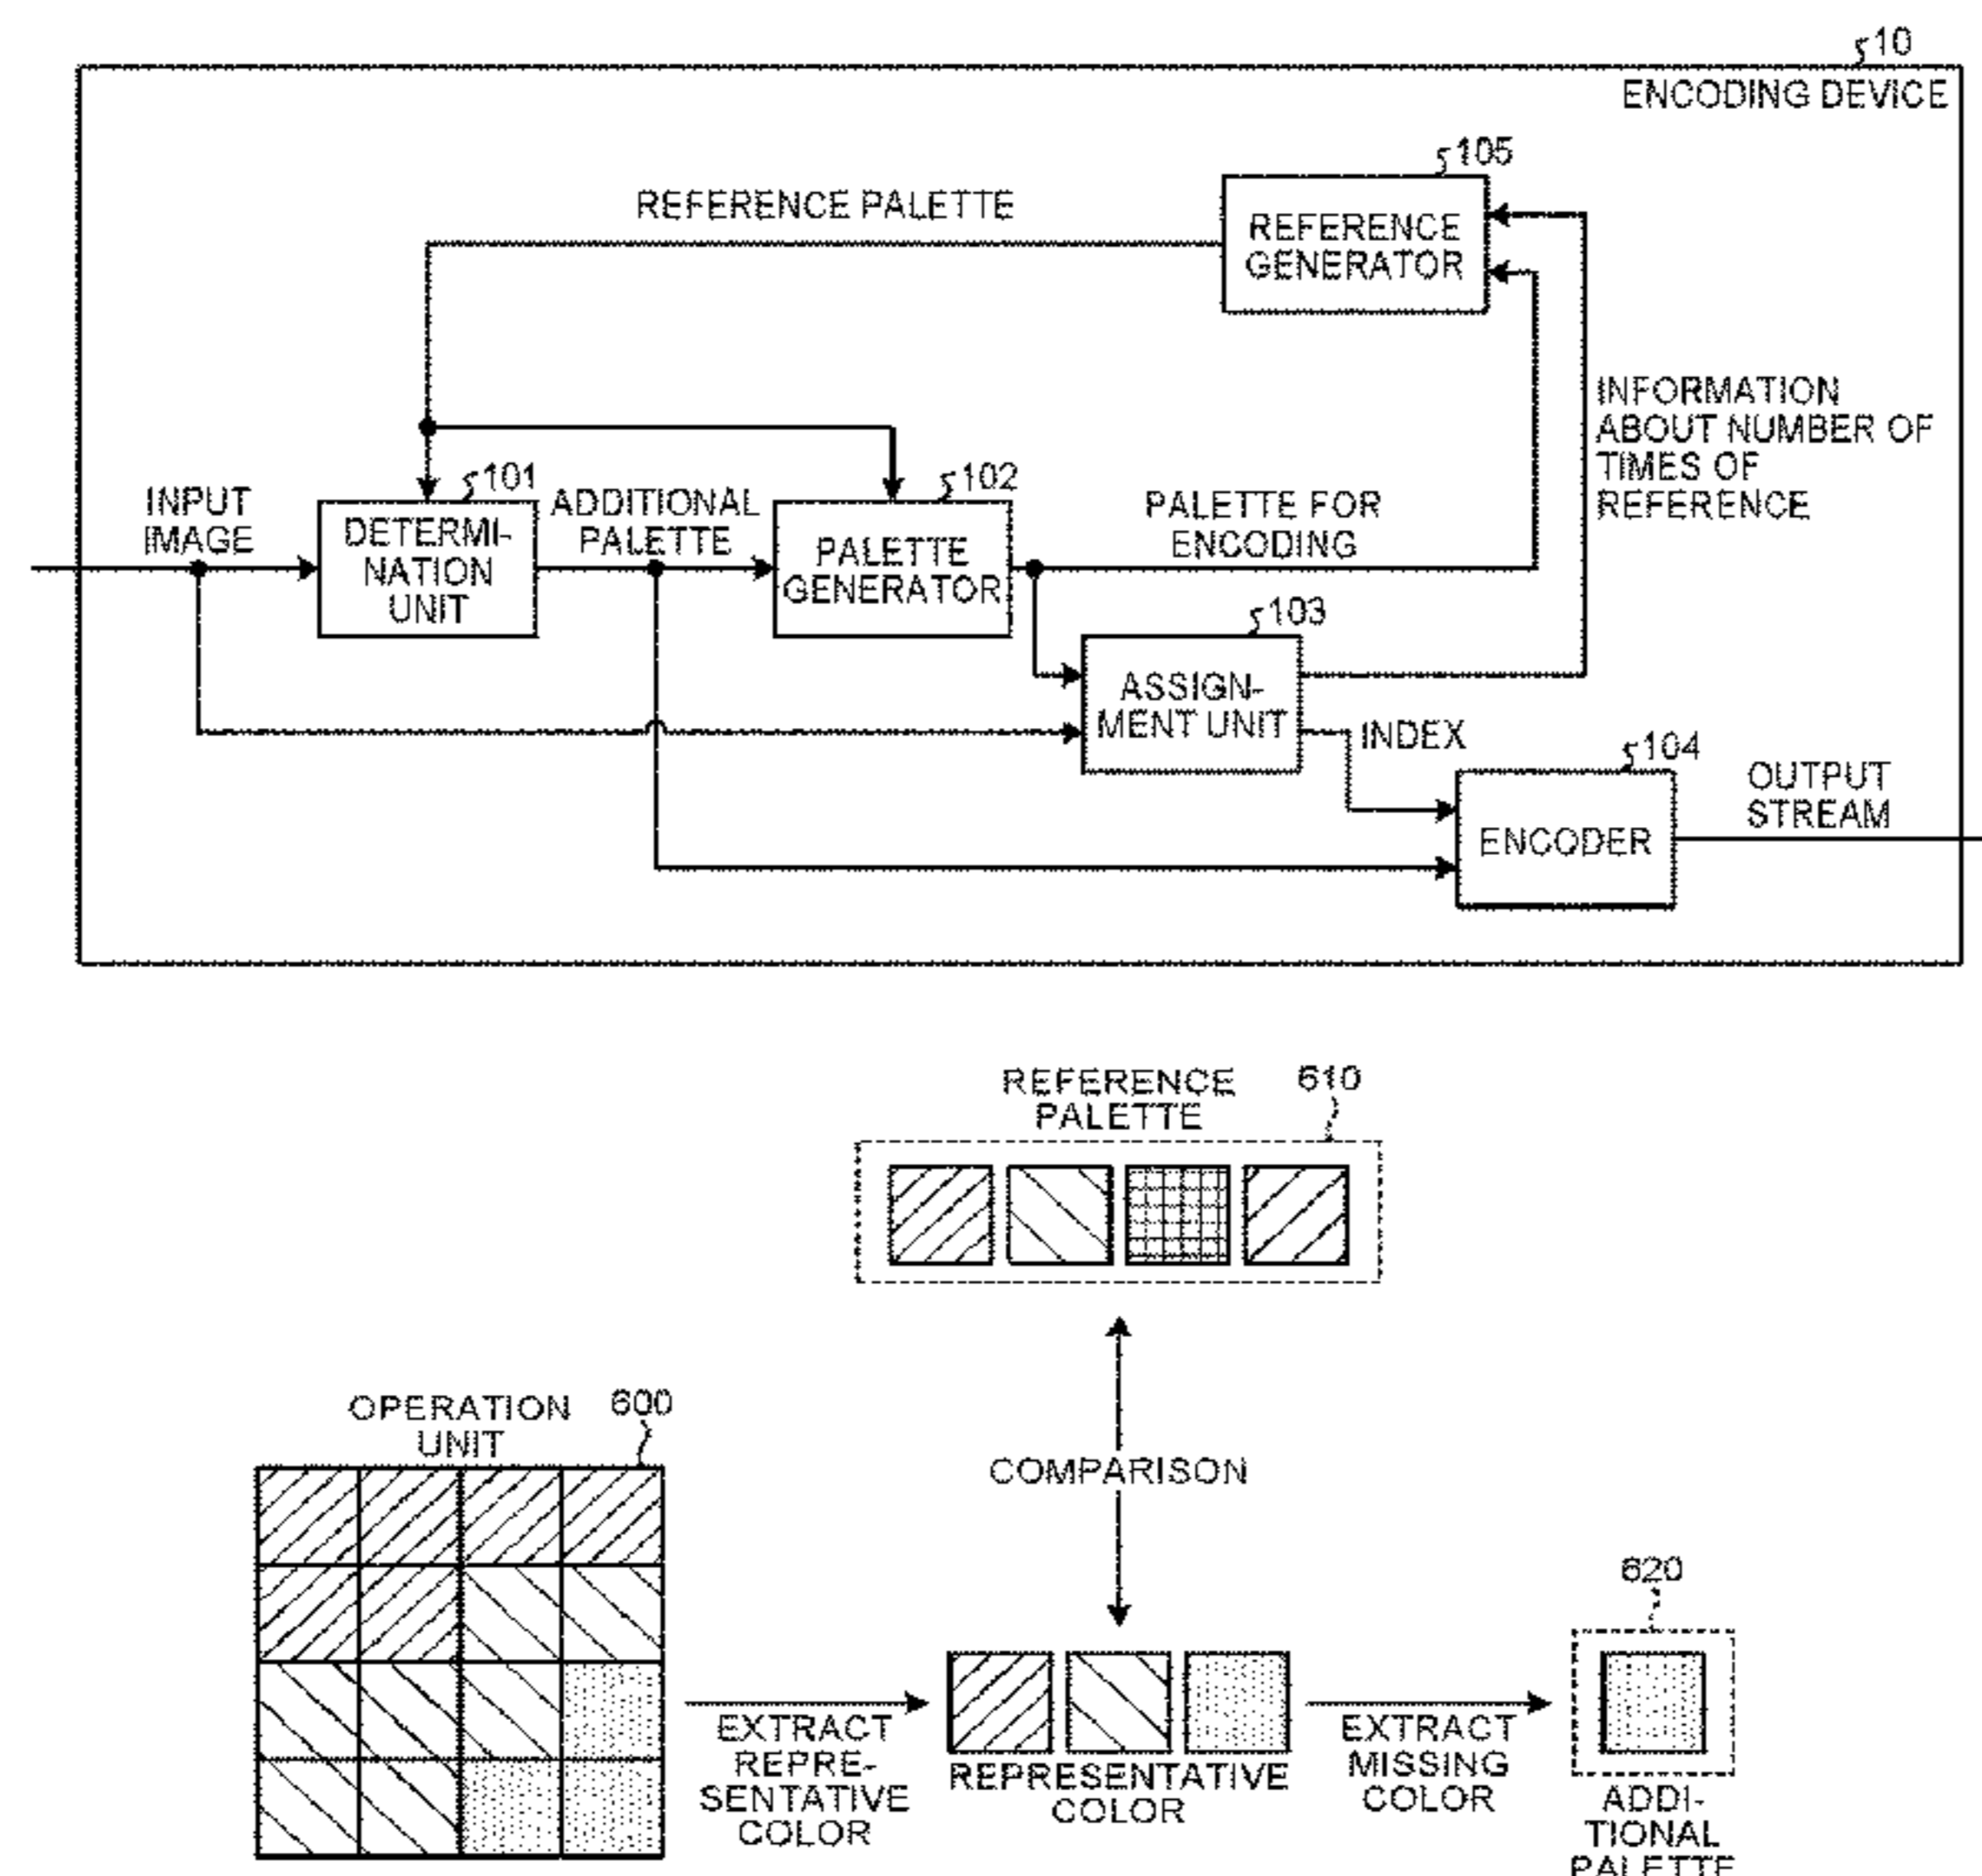 10
ENCODING DEVICE
105
REFERENCE PALETTE
REFERENCE
GENERATOR
INFORMATION
ABOUT NUMBER OF
TIMES OF
REFERENCE
INPUT
IMAGE
101
DETERMI-
NATION
UNIT
ADDITIONAL
PALETTE
102
PALETTE
GENERATOR
PALETTE FOR
ENCODING
103
ASSIGN-
MENT UNIT
INDEX
104
ENCODER
OUTPUT
STREAM
REFERENCE
PALETTE
610
OPERATION
UNIT
600
COMPARISON
620
EXTRACT
REPRE-
SENTATIVE
COLOR
REPRESENTATIVE
COLOR
EXTRACT
MISSING
COLOR
ADDI-
TIONAL
PALETTE